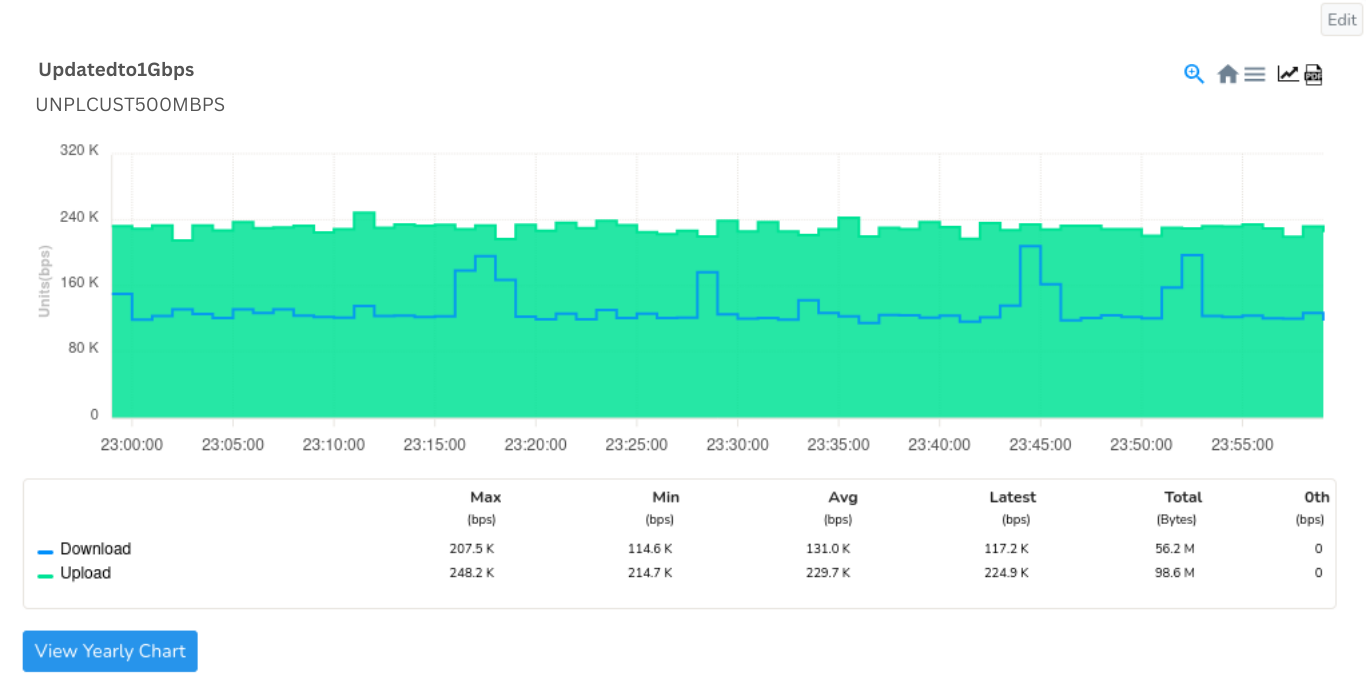 Edit
Updatedto1Gbps
UNPLCUST500MBPS
PDF
320 K
240 K
160 K
80 K
0
Units(bps)
23:00:00 23:05:00 23:10:00 23:15:00 23:20:00 23:25:00 23:30:00 23:35:00 23:40:00 23:45:00 23:50:00 23:55:00
Max Min Avg Latest Total 0th
(bps) (bps) (bps) (bps) (Bytes) (bps)
Download 207.5 K 114.6 K 131.0 K 117.2 K 56.2 M 0
Upload 248.2 K 214.7 K 229.7 K 224.9 K 98.6 M 0
View Yearly Chart